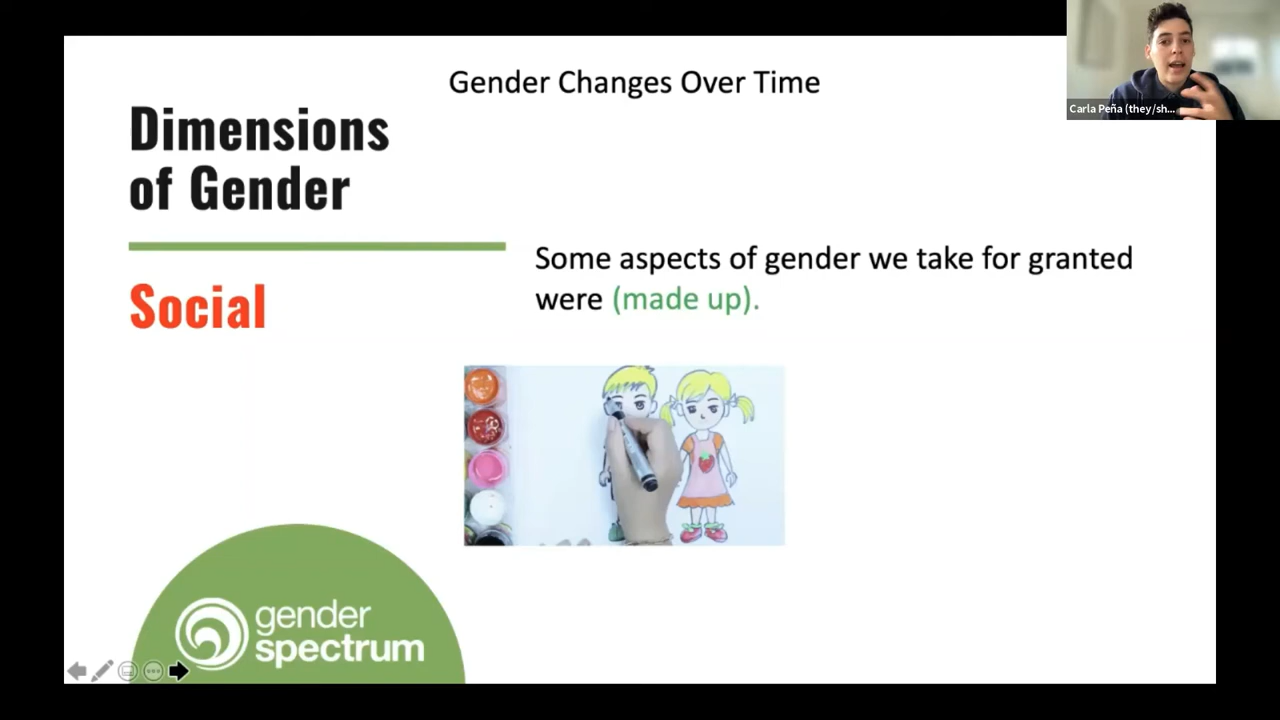 Gender Changes Over Time
Dimensions
of Gender
Social
Some aspects of gender we take for granted
were (made up).
gender
spectrum
Carla Peña (they/sh...